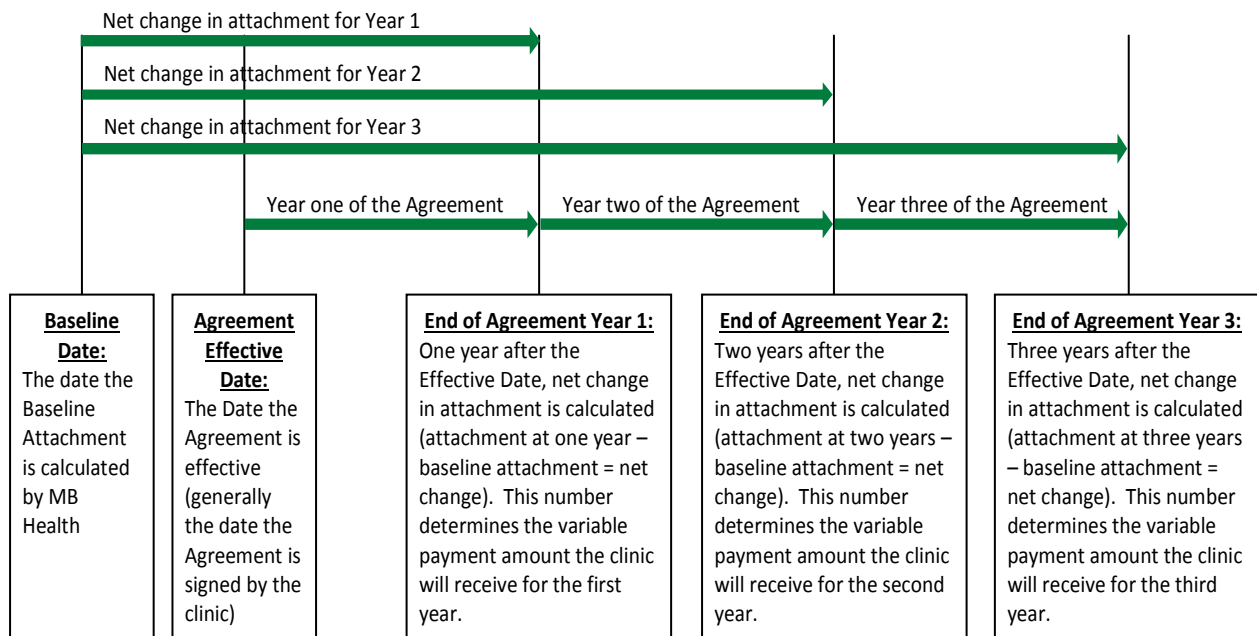 Net change in attachment for Year 1
Net change in attachment for Year 2
Net change in attachment for Year 3
Year one of the Agreement
Year two of the Agreement
Year three of the Agreement
Baseline
Date:
The date the
Baseline
Attachment
is calculated
by MB
Health
Agreement
Effective
Date:
The Date the
Agreement is
effective
(generally
the date the
Agreement is
signed by the
clinic)
End of Agreement Year 1:
One year after the
Effective Date, net change
in attachment is calculated
(attachment at one year –
baseline attachment = net
change).  This number
determines the variable
payment amount the clinic
will receive for the first
year.
End of Agreement Year 2:
Two years after the
Effective Date, net change
in attachment is calculated
(attachment at two years –
baseline attachment = net
change).  This number
determines the variable
payment amount the clinic
will receive for the second
year.
End of Agreement Year 3:
Three years after the
Effective Date, net change
in attachment is calculated
(attachment at three years
– baseline attachment =
net change).  This number
determines the variable
payment amount the clinic
will receive for the third
year.